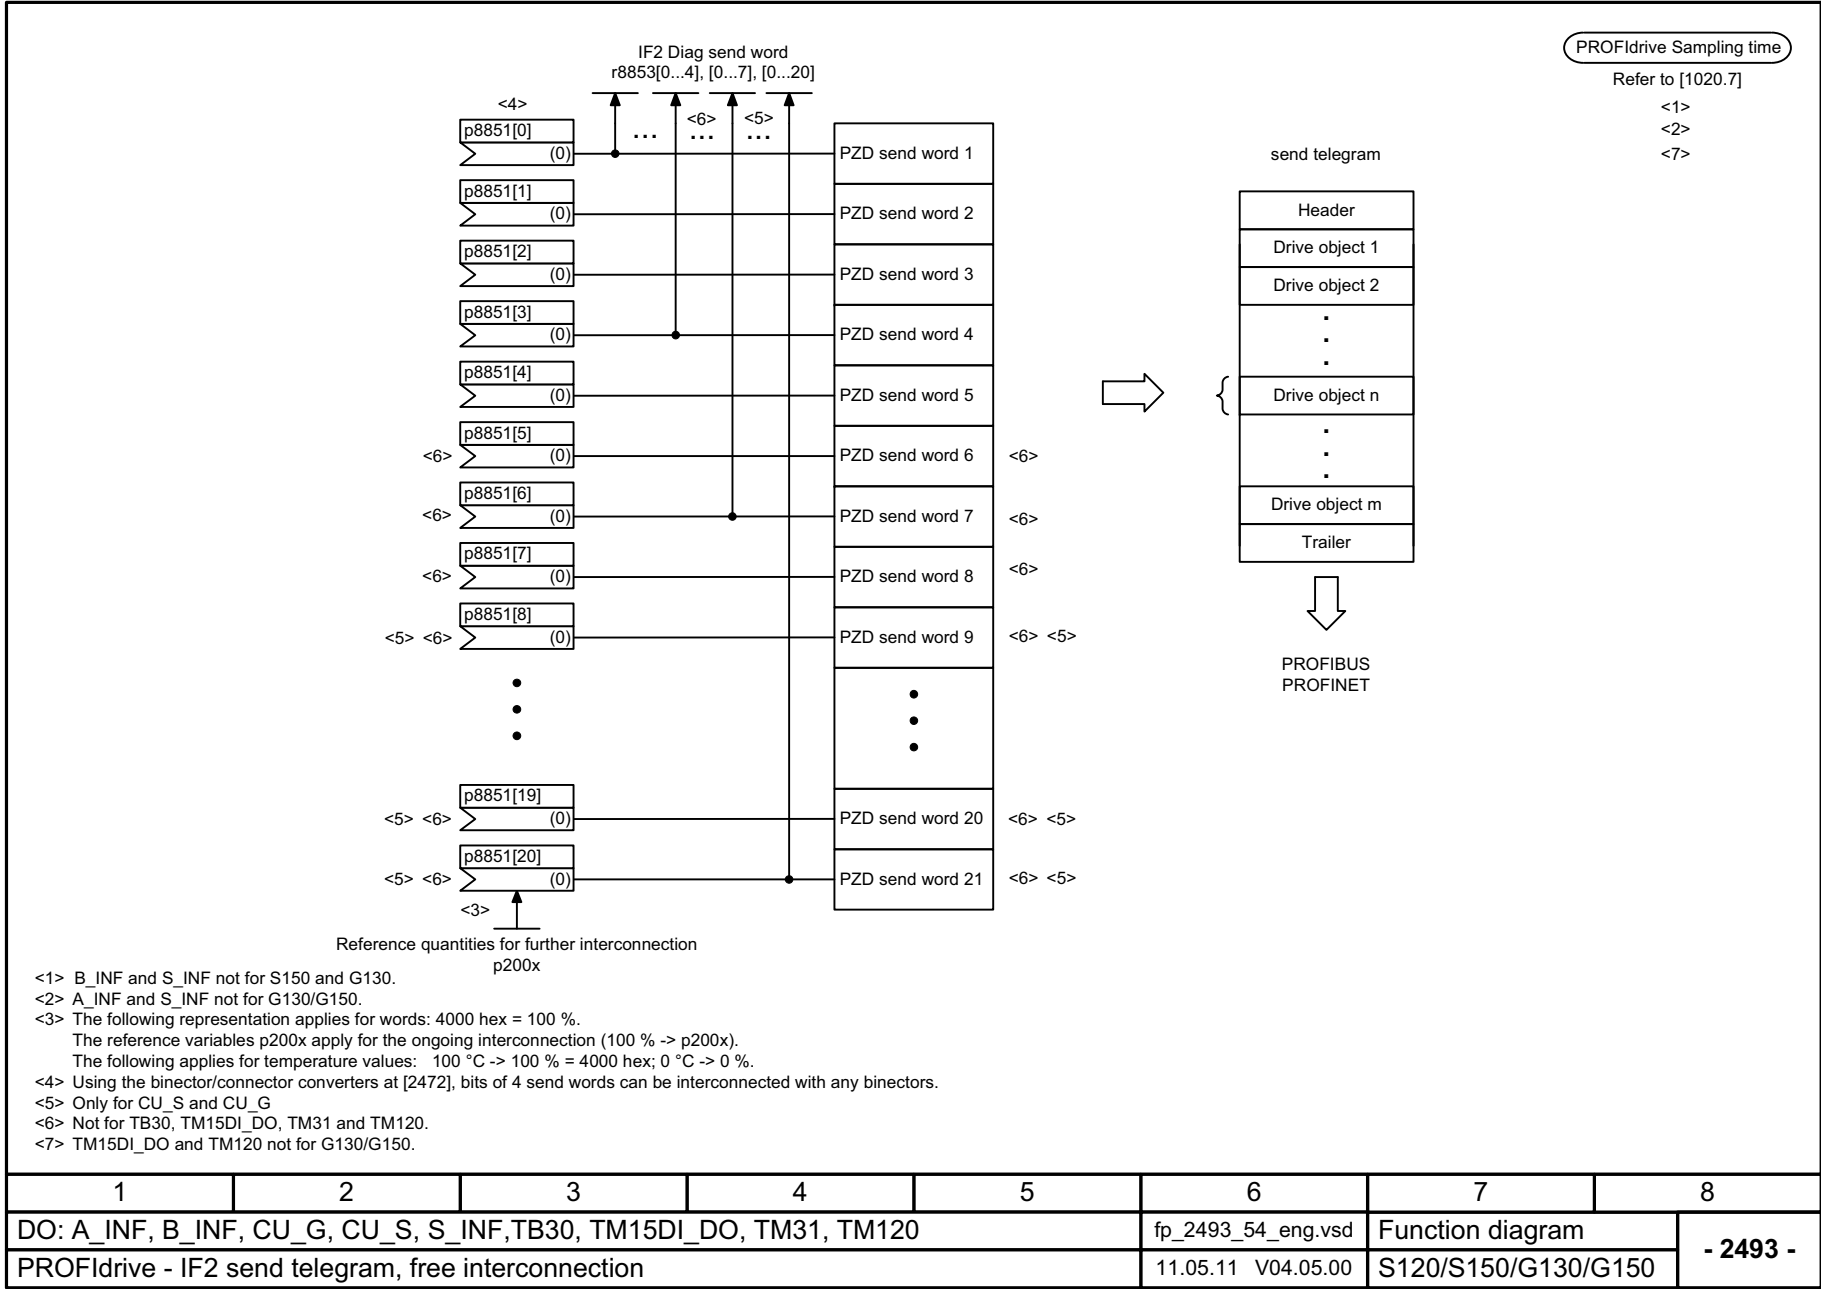 IF2 Diag send word
r8853[0...4], [0...7], [0...20]
PROFIdrive Sampling time
Refer to [1020.7]
<1>
<2>
<7>
<4>
<6>
<5>
... ... ...
p8851[0]
(0)
PZD send word 1
p8851[1]
(0)
PZD send word 2
p8851[2]
(0)
PZD send word 3
p8851[3]
(0)
PZD send word 4
p8851[4]
(0)
PZD send word 5
p8851[5]
<6>
(0)
PZD send word 6
<6>
p8851[6]
<6>
(0)
PZD send word 7
<6>
p8851[7]
<6>
(0)
PZD send word 8
<6>
p8851[8]
<5> <6>
(0)
PZD send word 9
<6> <5>
p8851[19]
<5> <6>
(0)
PZD send word 20
<6> <5>
p8851[20]
<5> <6>
(0)
PZD send word 21
<6> <5>
<3>
Reference quantities for further interconnection
p200x
send telegram
Header
Drive object 1
Drive object 2
Drive object n
Drive object m
Trailer
PROFIBUS
PROFINET
<1> B_INF and S_INF not for S150 and G130.
<2> A_INF and S_INF not for G130/G150.
<3> The following representation applies for words: 4000 hex = 100 %.
The reference variables p200x apply for the ongoing interconnection (100 % -> p200x).
The following applies for temperature values: 100 °C -> 100 % = 4000 hex; 0 °C -> 0 %.
<4> Using the binector/connector converters at [2472], bits of 4 send words can be interconnected with any binectors.
<5> Only for CU_S and CU_G
<6> Not for TB30, TM15DI_DO, TM31 and TM120.
<7> TM15DI_DO and TM120 not for G130/G150.
1 2 3 4 5 6 7 8
DO: A_INF, B_INF, CU_G, CU_S, S_INF,TB30, TM15DI_DO, TM31, TM120
fp_2493_54_eng.vsd
Function diagram
- 2493 -
PROFIdrive - IF2 send telegram, free interconnection
11.05.11 V04.05.00
S120/S150/G130/G150